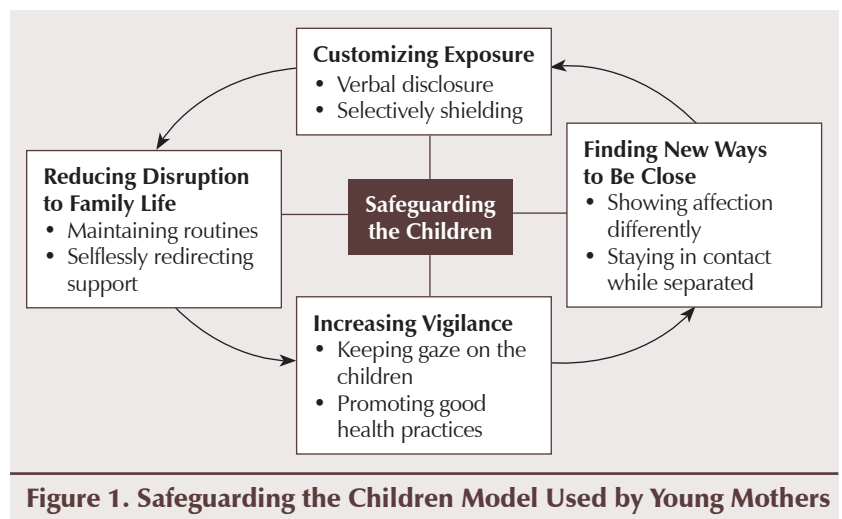 Customizing Exposure
• Verbal disclosure
• Selectively shielding
Reducing Disruption
to Family Life
• Maintaining routines
• Selflessly redirecting
support
Safeguarding
the Children
Finding New Ways
to Be Close
• Showing affection
differently
• Staying in contact
while separated
Increasing Vigilance
• Keeping gaze on the
children
• Promoting good
health practices
Figure 1. Safeguarding the Children Model Used by Young Mothers